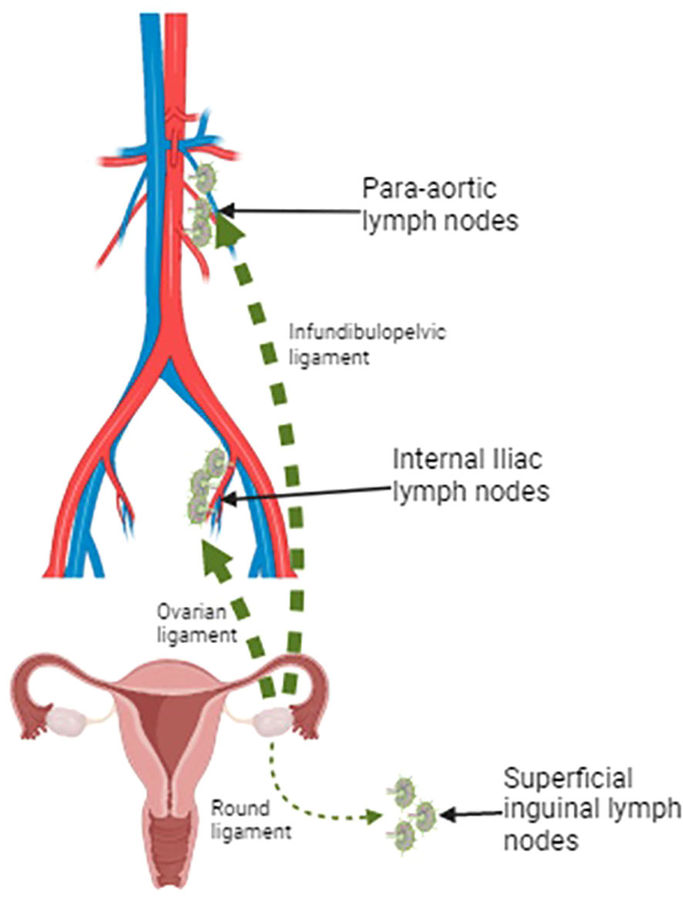 Para-aortic
lymph nodes
Infundibulopelvic
ligament
Internal Iliac
lymph nodes
Ovarian
ligament
Superficial
inguinal lymph
nodes
Round
ligament